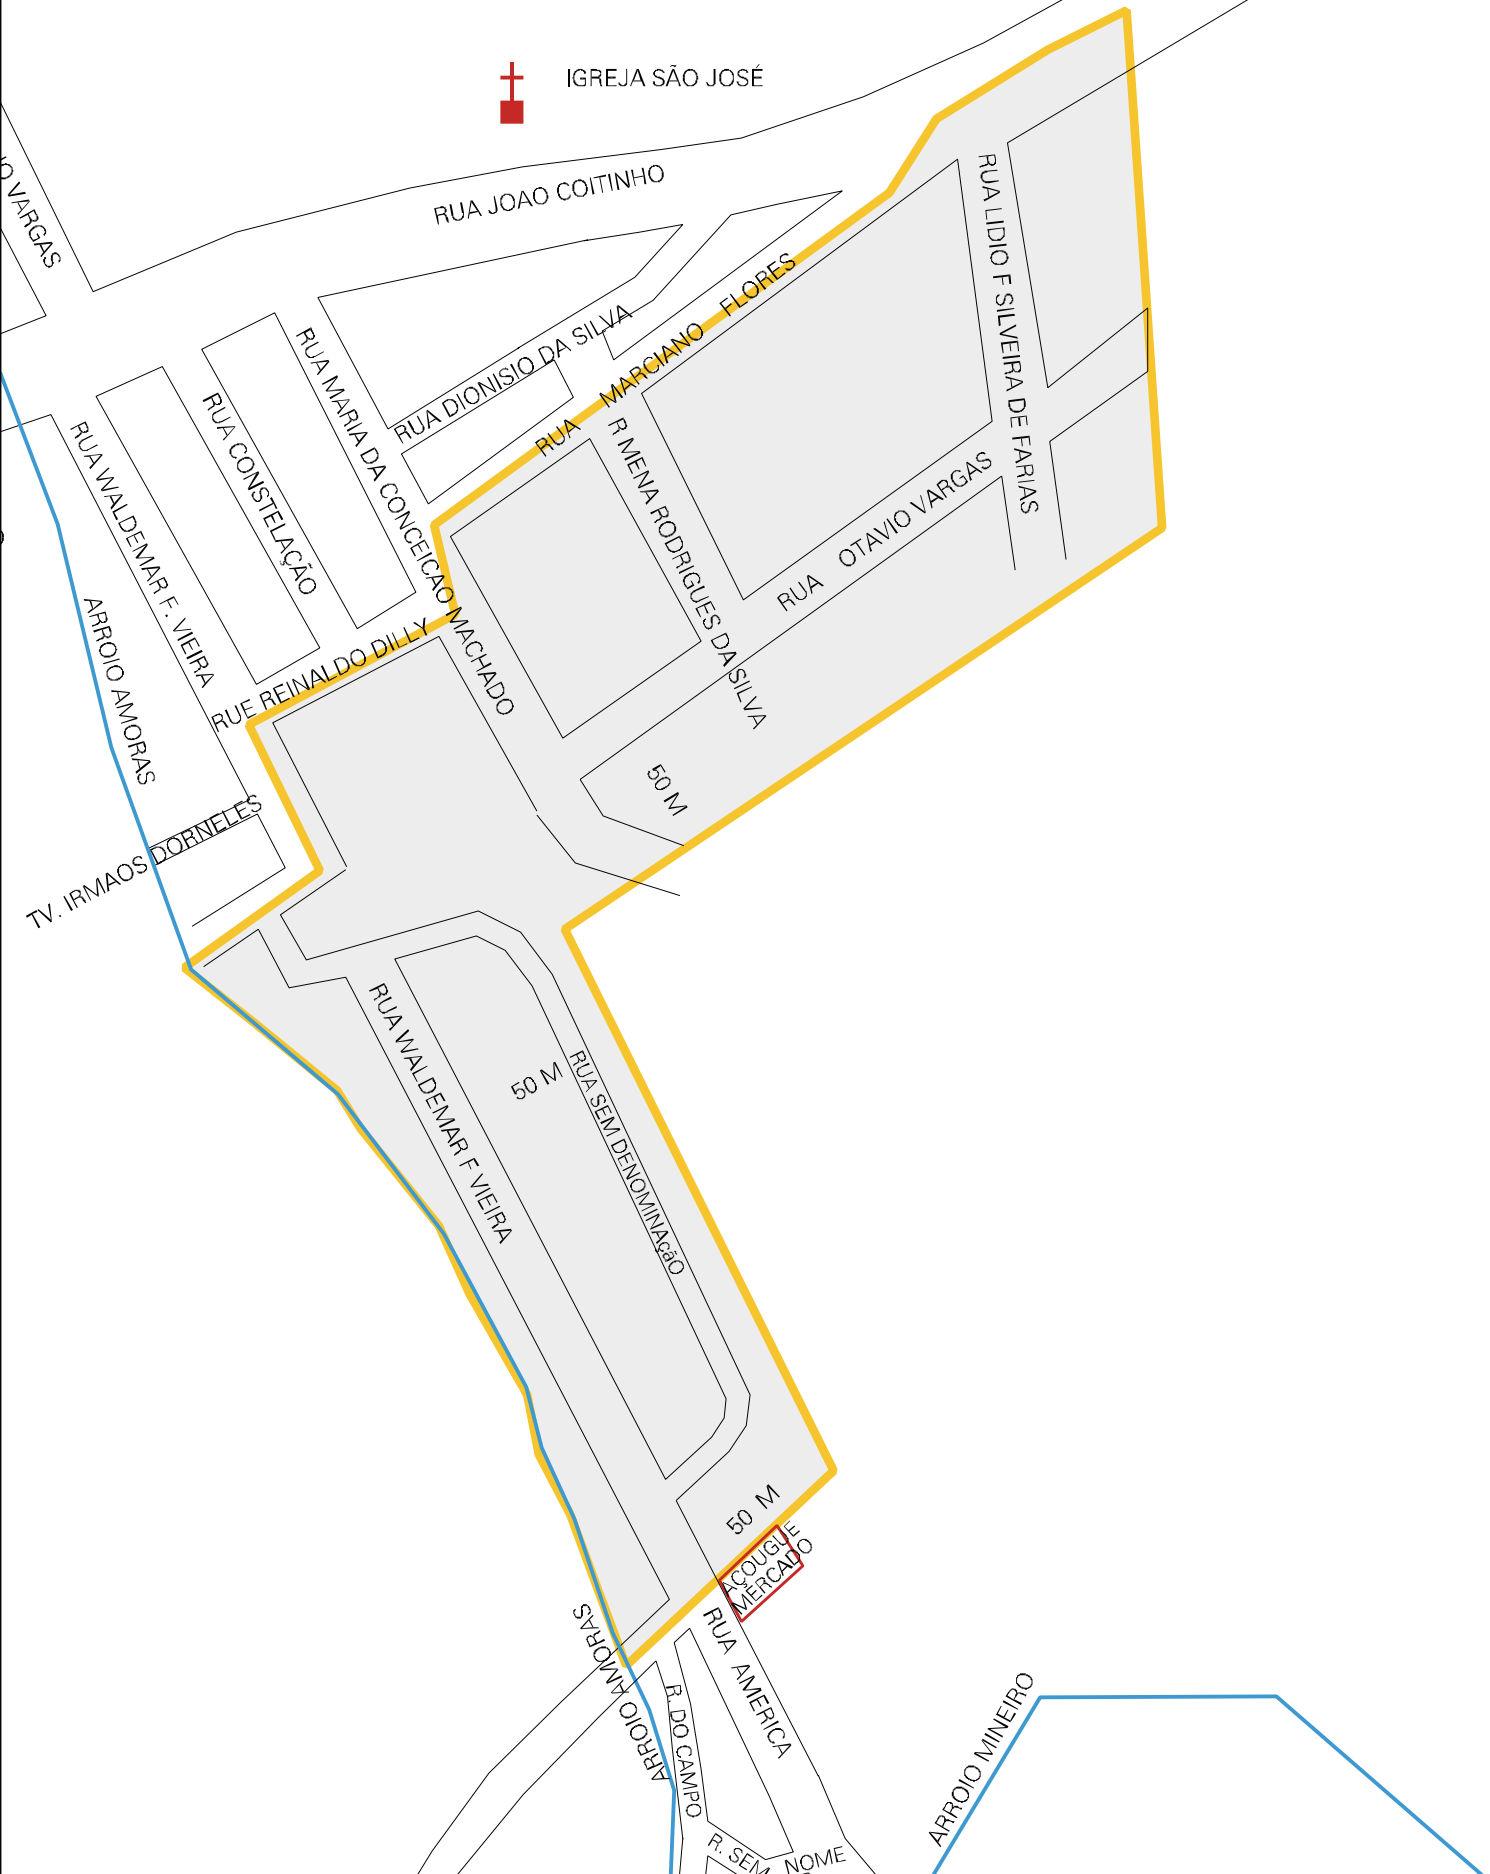 IGREJA SÃO JOSÉ
VARGAS
RUA JOAO COITINHO
RUA LIDIO F SILVEIRA DE FARIAS
RUA MARCIANO FLORES
RUA DIONISIO DA SILVA
RUA MARIA DA CONCEICAO MACHADO
RUA CONSTELAÇÃO
RUA WALDEMAR F. VIEIRA
R MENA RODRIGUES DA SILVA
RUA OTAVIO VARGAS
ARROIO AMORAS
RUE REINALDO DILLY
TV. IRMAOS DORNELES
50 M
RUA WALDEMAR F VIEIRA
50 M
RUA SEM DENOMINAçãO
50 M
AÇOUGUE
MERCADO
ARROIO AMORAS
RUA AMERICA
R. DO CAMPO
ARROIO MINEIRO
R. SEM NOME